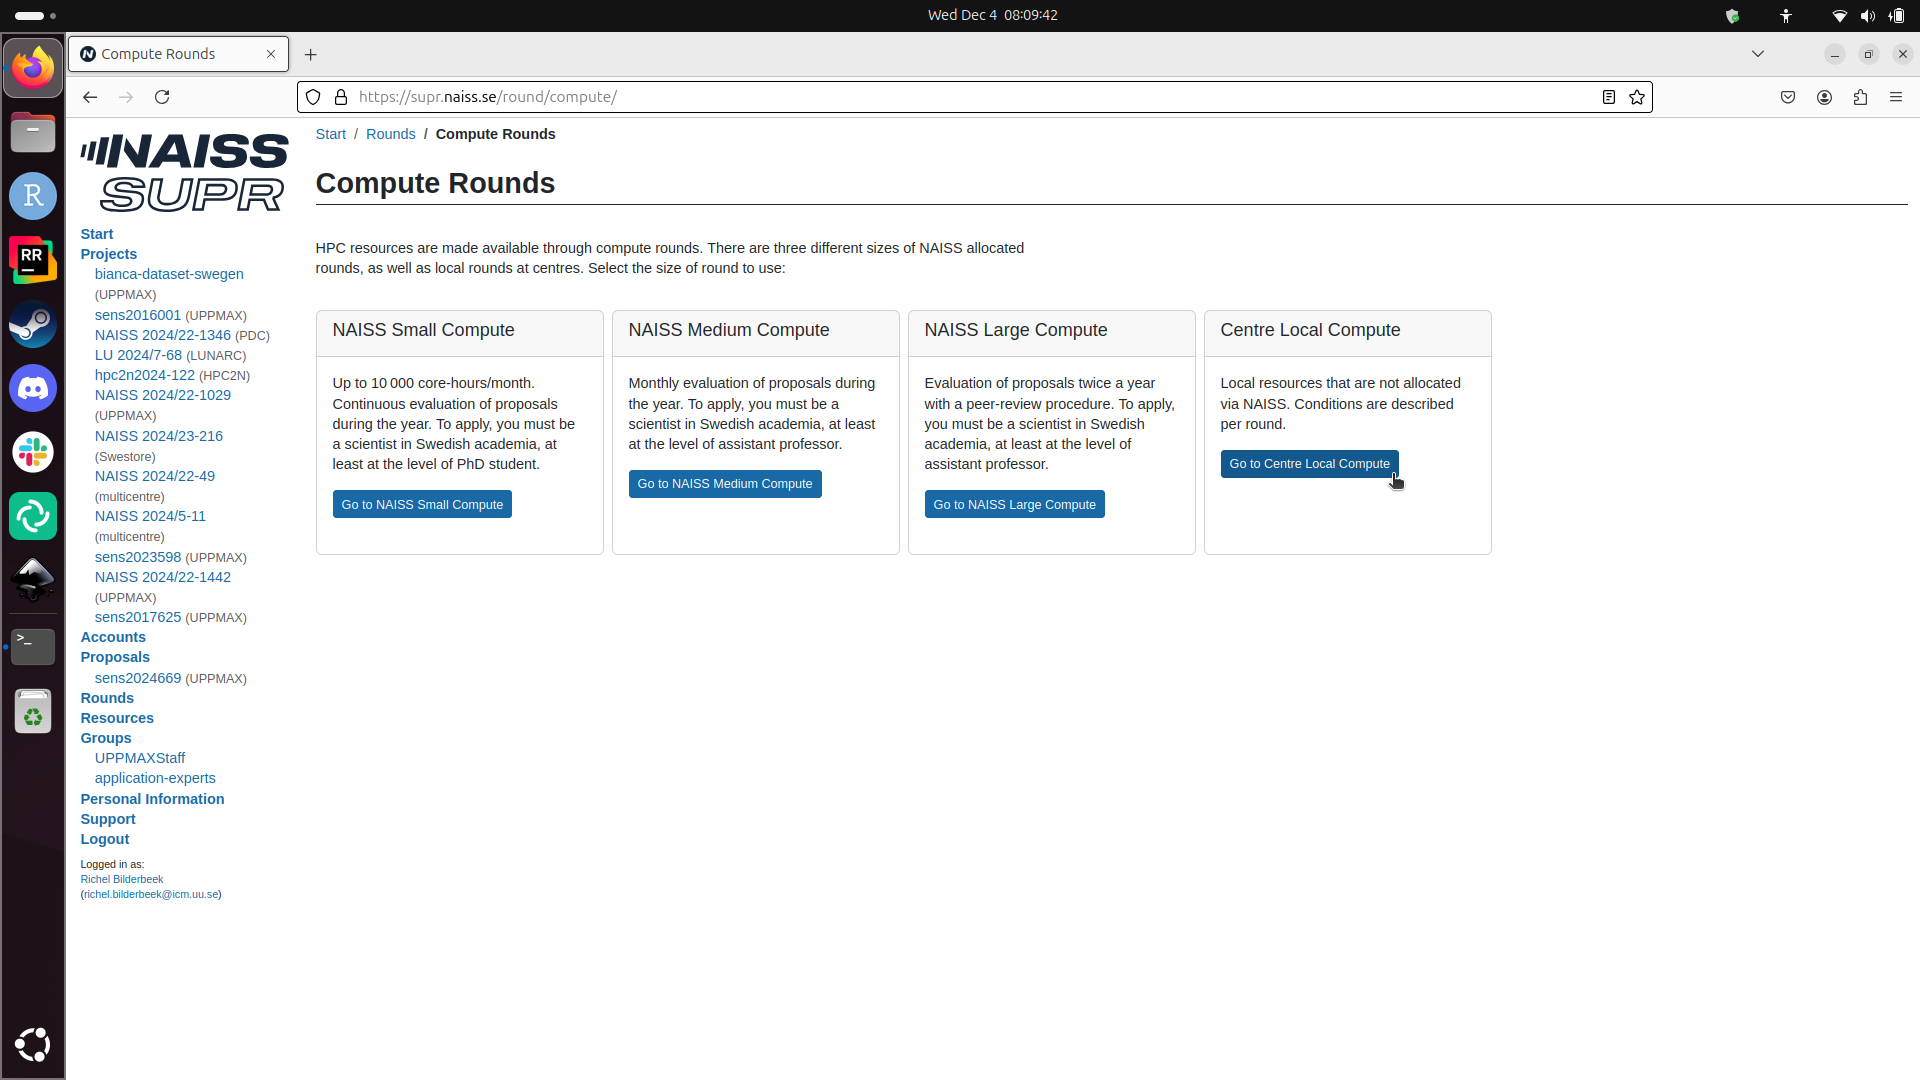 Wed Dec 4 08:09:42
Compute Rounds
https://supr.naiss.se/round/compute/
R
RR
>_
NAISS
SUPR
Start
Projects
bianca-dataset-swegen
(UPPMAX)
sens2016001 (UPPMAX)
NAISS 2024/22-1346 (PDC)
LU 2024/7-68 (LUNARC)
hpc2n2024-122 (HPC2N)
NAISS 2024/22-1029
(UPPMAX)
NAISS 2024/23-216
(Swestore)
NAISS 2024/22-49
(multicentre)
NAISS 2024/5-11
(multicentre)
sens2023598 (UPPMAX)
NAISS 2024/22-1442
(UPPMAX)
sens2017625 (UPPMAX)
Accounts
Proposals
sens2024669 (UPPMAX)
Rounds
Resources
Groups
UPPMAXStaff
application-experts
Personal Information
Support
Logout
Logged in as:
Richel Bilderbeek
(richel.bilderbeek@icm.uu.se)
Start / Rounds / Compute Rounds
Compute Rounds
HPC resources are made available through compute rounds. There are three different sizes of NAISS allocated
rounds, as well as local rounds at centres. Select the size of round to use:
NAISS Small Compute
Up to 10 000 core-hours/month.
Continuous evaluation of proposals
during the year. To apply, you must be
a scientist in Swedish academia, at
least at the level of PhD student.
Go to NAISS Small Compute
NAISS Medium Compute
Monthly evaluation of proposals during
the year. To apply, you must be a
scientist in Swedish academia, at least
at the level of assistant professor.
Go to NAISS Medium Compute
NAISS Large Compute
Evaluation of proposals twice a year
with a peer-review procedure. To apply,
you must be a scientist in Swedish
academia, at least at the level of
assistant professor.
Go to NAISS Large Compute
Centre Local Compute
Local resources that are not allocated
via NAISS. Conditions are described
per round.
Go to Centre Local Compute